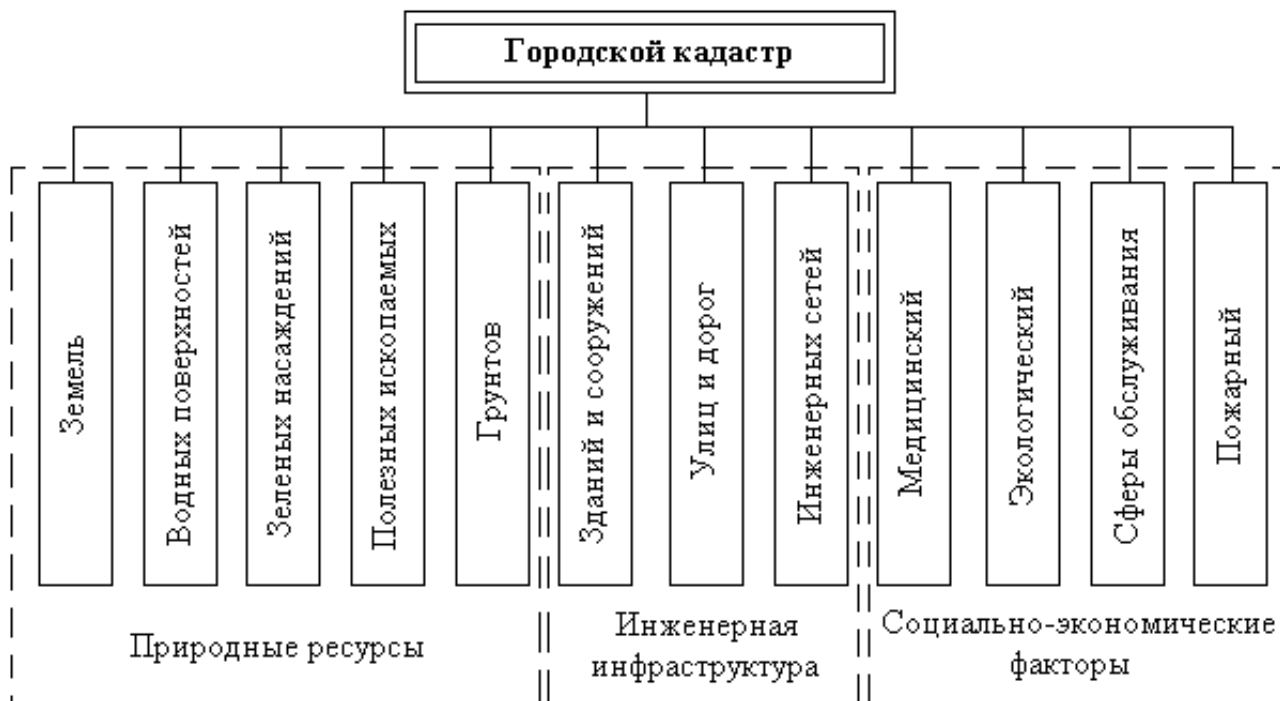 Городской кадастр
Земель
Водных поверхностей
Зеленых насаждений
Полезных ископаемых
Грунтов
Зданий и сооружений
Улиц и дорог
Инженерных сетей
Медицинский
Экологический
Сферы обслуживания
Пожарный
Природные ресурсы
Инженерная
инфраструктура
Социально-экономические
факторы